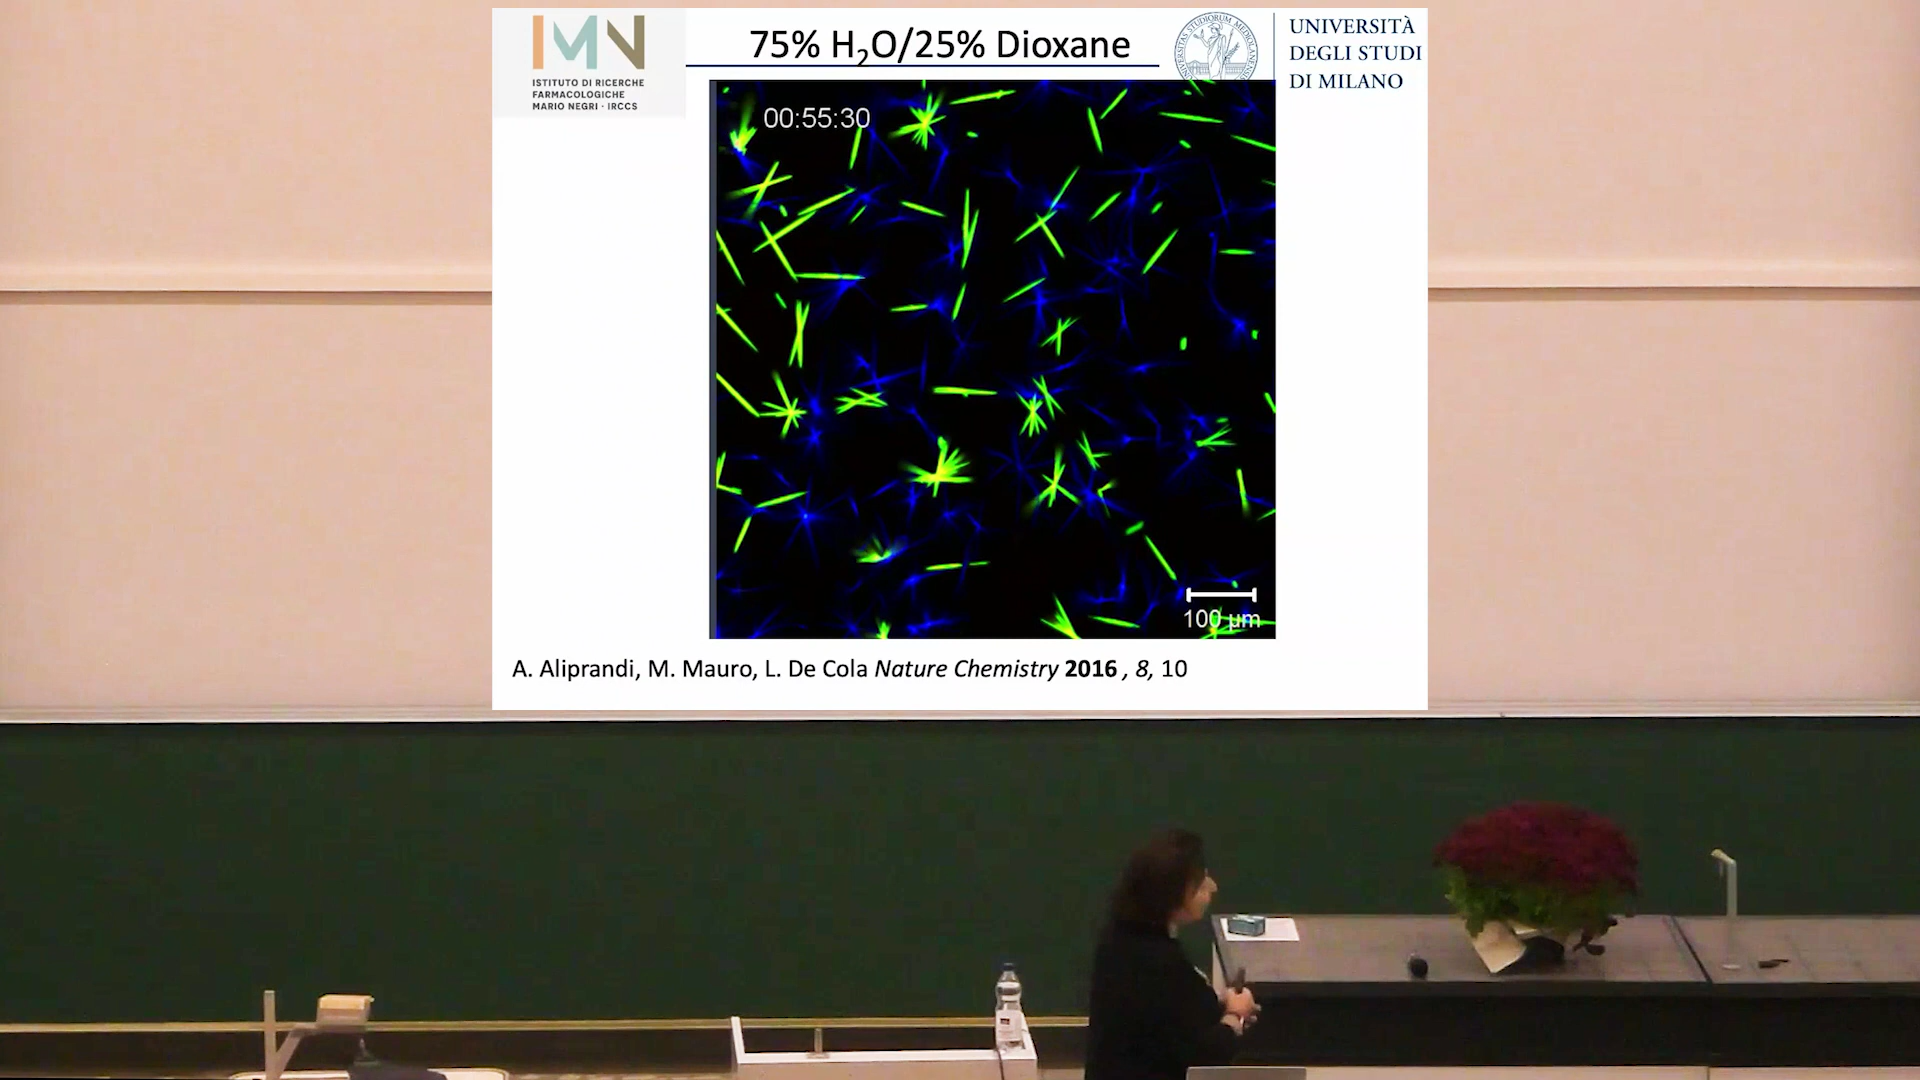 IMN
ISTITUTO DI RICERCHE
FARMACOLOGICHE
MARIO NEGRI · IRCCS
75% H₂O/25% Dioxane
UNIVERSITÀ
DEGLI STUDI
DI MILANO
00:55:30
100 µm
A. Aliprandi, M. Mauro, L. De Cola Nature Chemistry 2016 , 8, 10